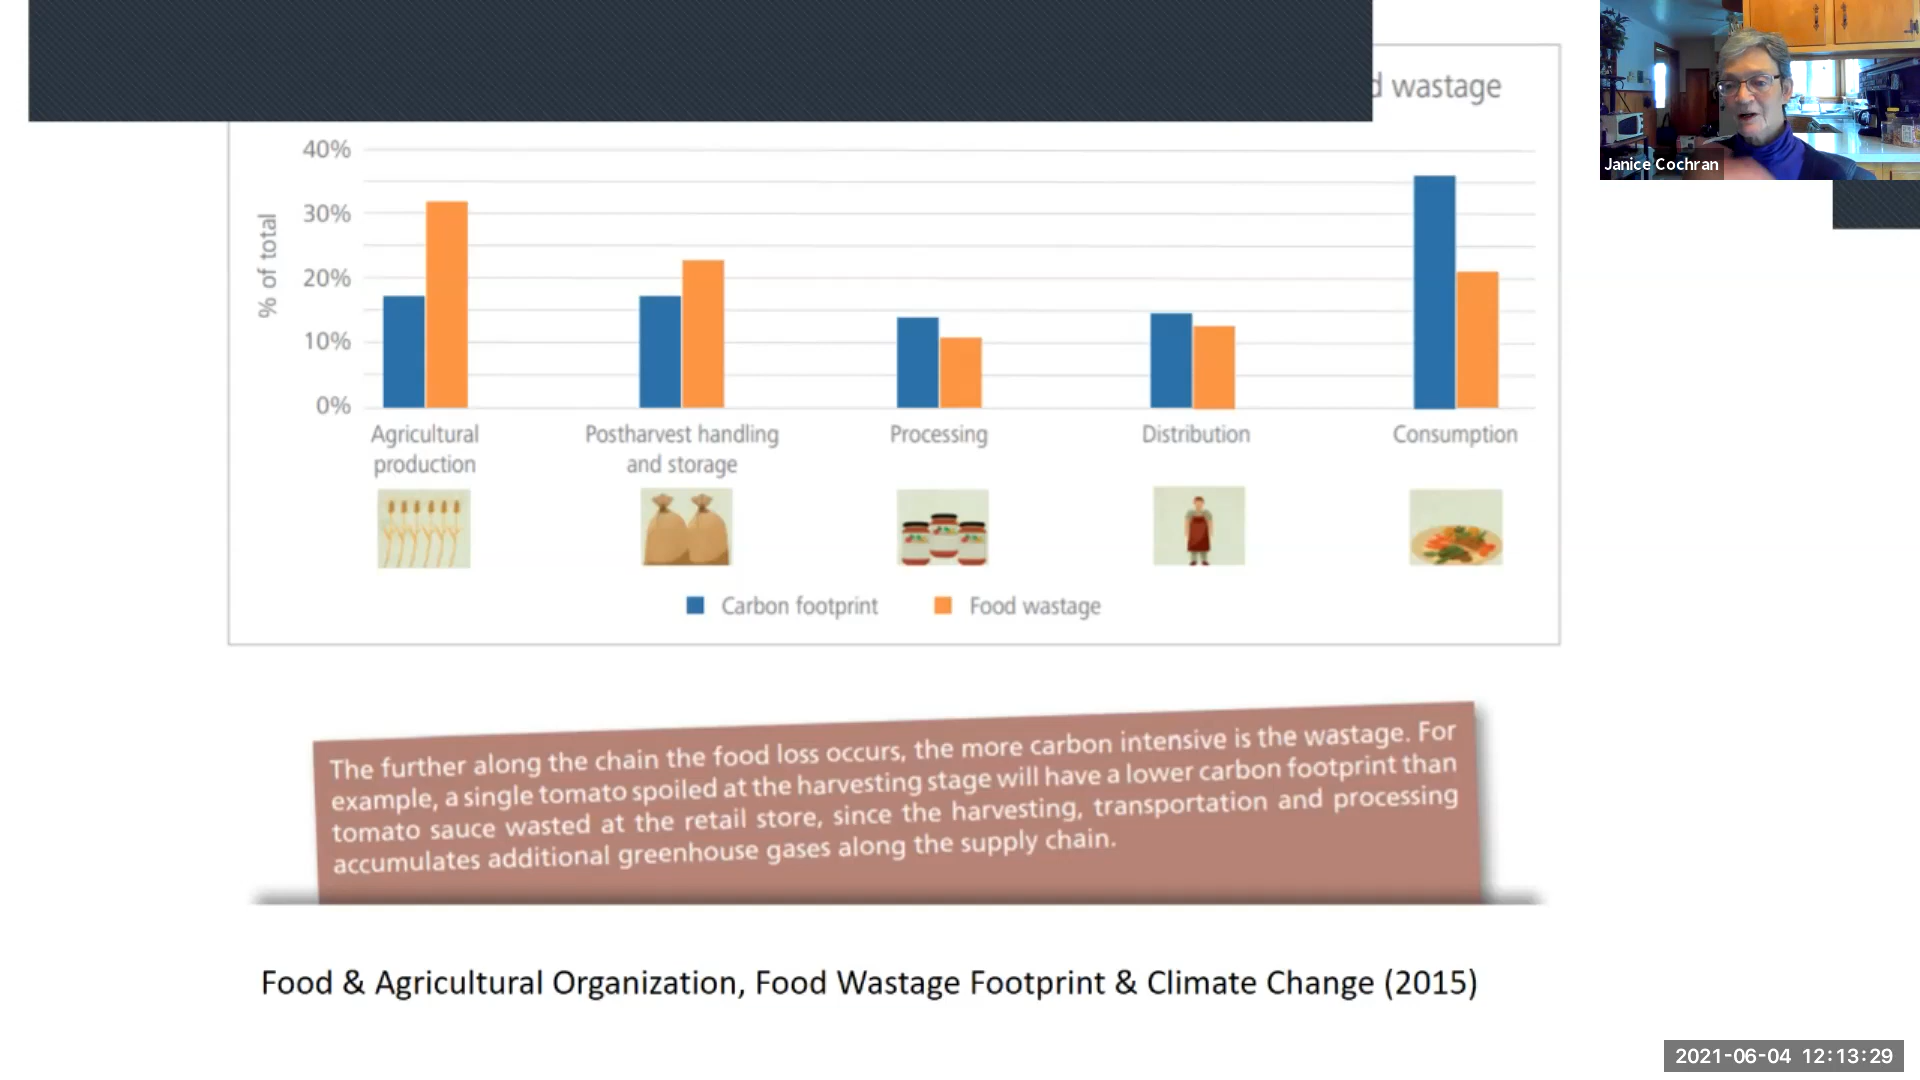 d wastage
Janice Cochran
% of total
40%
30%
20%
10%
0%
Agricultural
production
Postharvest handling
and storage
Processing
Distribution
Consumption
Carbon footprint
Food wastage
The further along the chain the food loss occurs, the more carbon intensive is the wastage. For
example, a single tomato spoiled at the harvesting stage will have a lower carbon footprint than
tomato sauce wasted at the retail store, since the harvesting, transportation and processing
accumulates additional greenhouse gases along the supply chain.
Food & Agricultural Organization, Food Wastage Footprint & Climate Change (2015)
2021-06-04 12:13:29